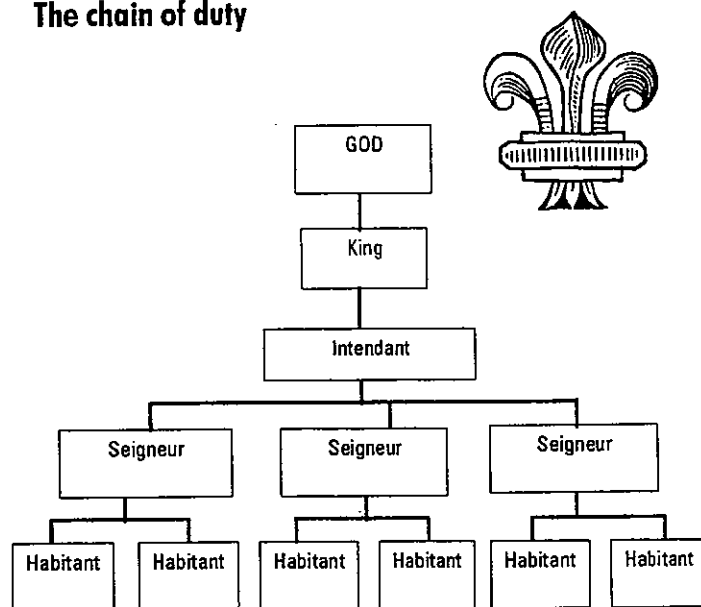 The chain of duty
GOD
King
Intendant
Seigneur Seigneur Seigneur
Habitant Habitant Habitant Habitant Habitant Habitant